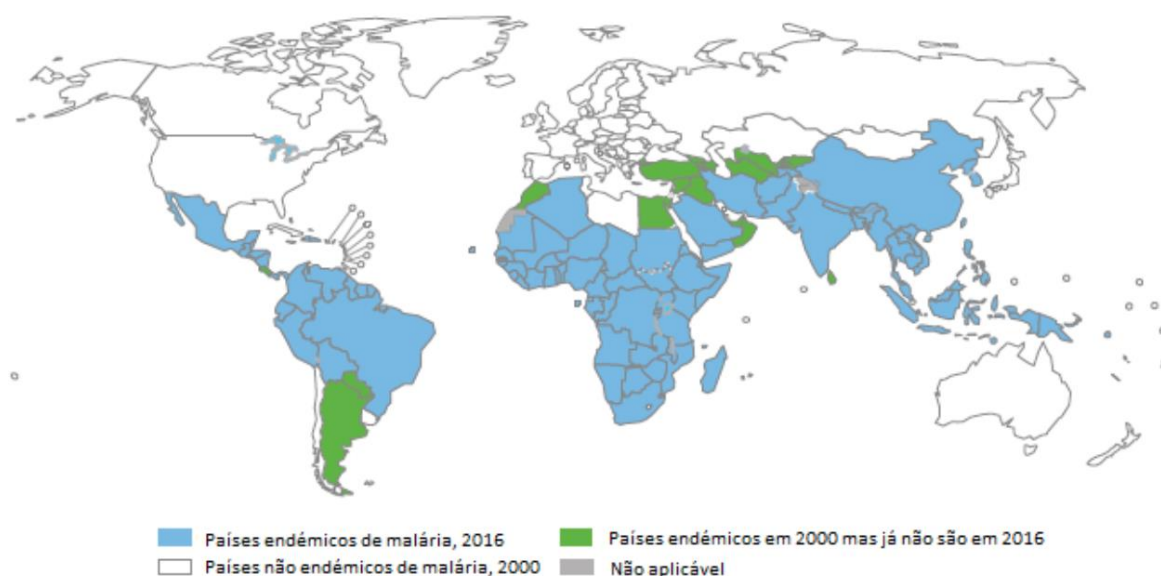 Países endémicos de malária, 2016
Países endémicos em 2000 mas já não são em 2016
Países não endémicos de malária, 2000
Não aplicável